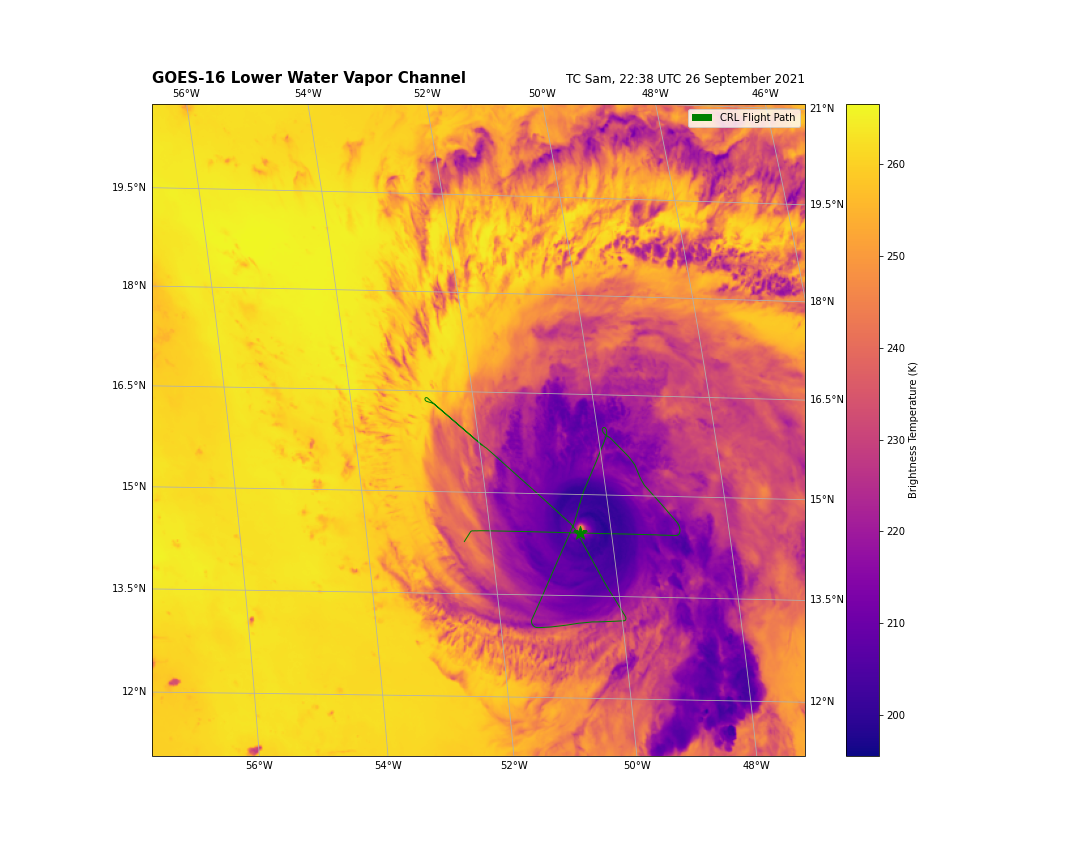 GOES-16 Lower Water Vapor Channel
TC Sam, 22:38 UTC 26 September 2021
56°W 54°W 52°W 50°W 48°W 46°W
CRL Flight Path
21°N
19.5°N 19.5°N
18°N 18°N
16.5°N 16.5°N
15°N 15°N
13.5°N 13.5°N
12°N 12°N
56°W 54°W 52°W 50°W 48°W
260
250
240
230
220
210
200
Brightness Temperature (K)